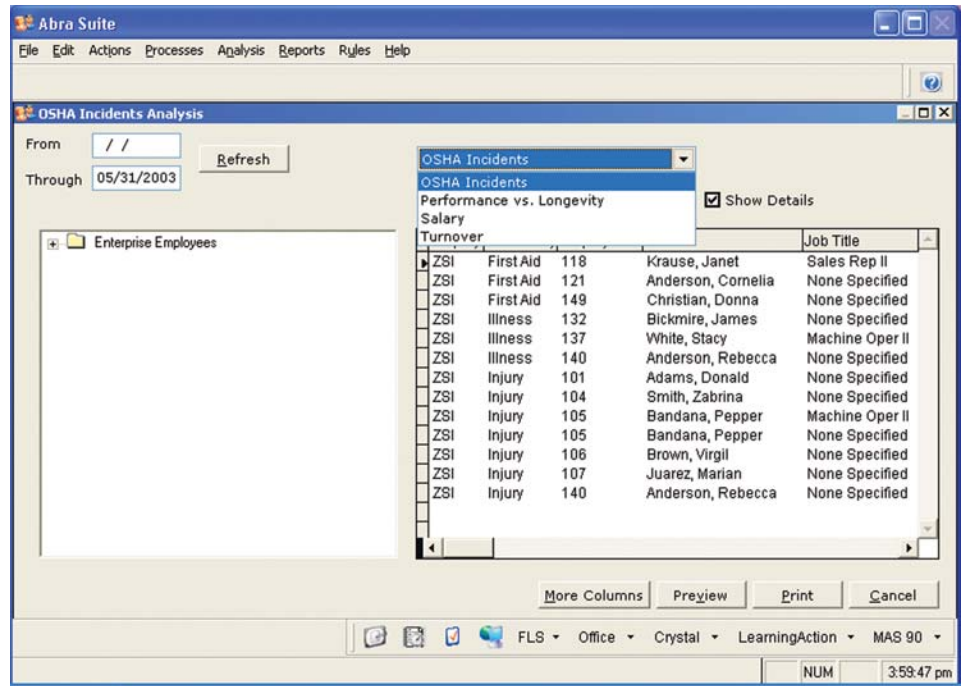 Abra Suite
File Edit Actions Processes Analysis Reports Rules Help
OSHA Incidents Analysis
From / /
Refresh
Through 05/31/2003
OSHA Incidents
OSHA Incidents
Performance vs. Longevity
Salary
Turnover
Show Details
Enterprise Employees
Job Title
ZSI First Aid 118 Krause, Janet Sales Rep II
ZSI First Aid 121 Anderson, Cornelia None Specified
ZSI First Aid 149 Christian, Donna None Specified
ZSI Illness 132 Bickmire, James None Specified
ZSI Illness 137 White, Stacy Machine Oper II
ZSI Illness 140 Anderson, Rebecca None Specified
ZSI Injury 101 Adams, Donald None Specified
ZSI Injury 104 Smith, Zabrina None Specified
ZSI Injury 105 Bandana, Pepper Machine Oper II
ZSI Injury 105 Bandana, Pepper None Specified
ZSI Injury 106 Brown, Virgil None Specified
ZSI Injury 107 Juarez, Marian None Specified
ZSI Injury 140 Anderson, Rebecca None Specified
More Columns Preview Print Cancel
FLS Office Crystal LearningAction MAS 90
NUM 3:59:47 pm